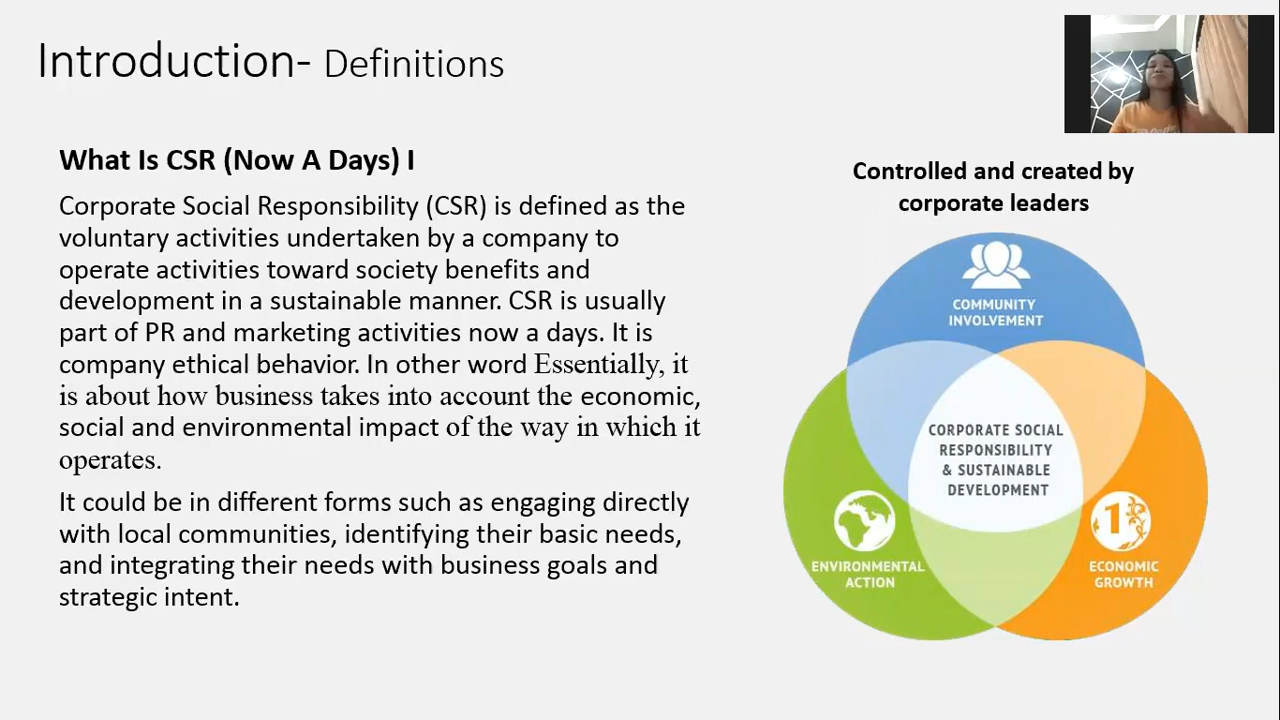 Introduction- Definitions
What Is CSR (Now A Days) I
Corporate Social Responsibility (CSR) is defined as the
voluntary activities undertaken by a company to
operate activities toward society benefits and
development in a sustainable manner. CSR is usually
part of PR and marketing activities now a days. It is
company ethical behavior. In other word Essentially, it
is about how business takes into account the economic,
social and environmental impact of the way in which it
operates.
It could be in different forms such as engaging directly
with local communities, identifying their basic needs,
and integrating their needs with business goals and
strategic intent.
Controlled and created by
corporate leaders
COMMUNITY
INVOLVEMENT
CORPORATE SOCIAL
RESPONSIBILITY
& SUSTAINABLE
DEVELOPMENT
ENVIRONMENTAL
ACTION
1
ECONOMIC
GROWTH